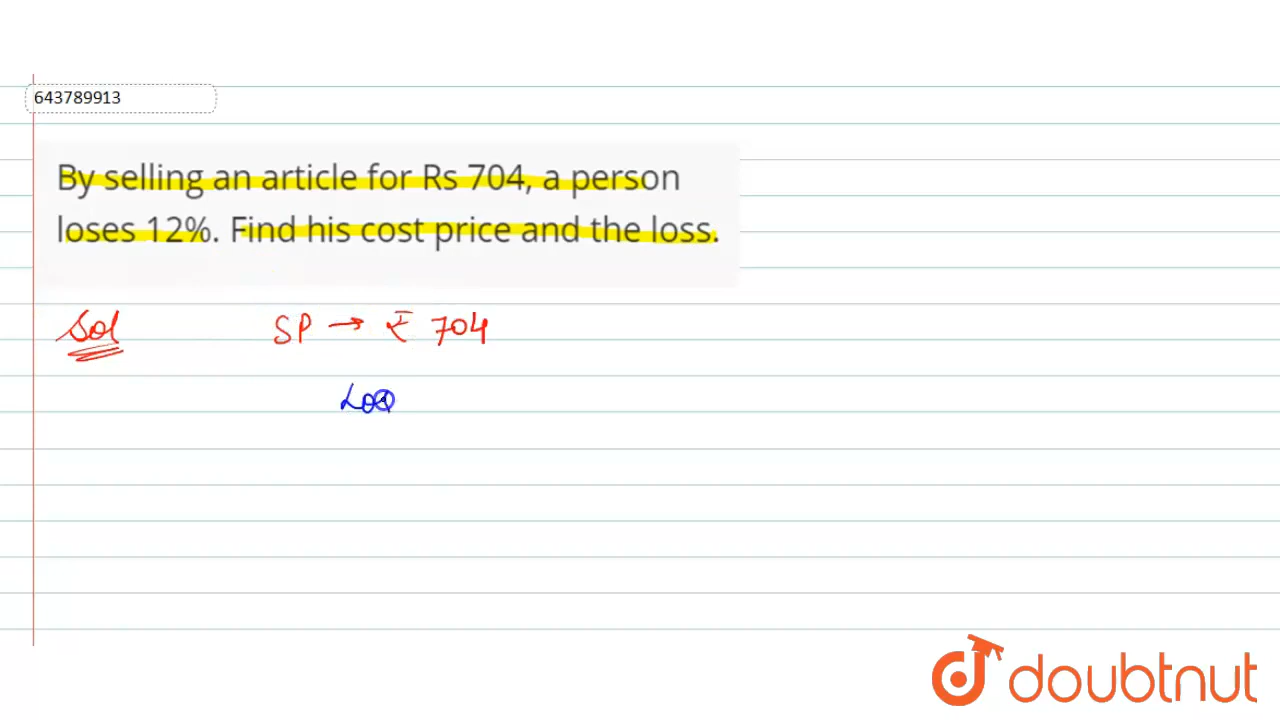 643789913
By selling an article for Rs 704, a person
loses 12%. Find his cost price and the loss.
Sol SP → ₹ 704
Los
doubtnut